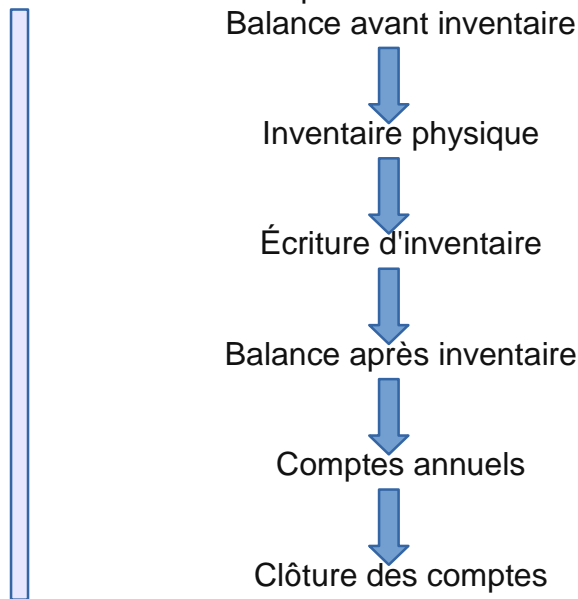 Balance avant inventaire
Inventaire physique
Écriture d'inventaire
Balance après inventaire
Comptes annuels
Clôture des comptes